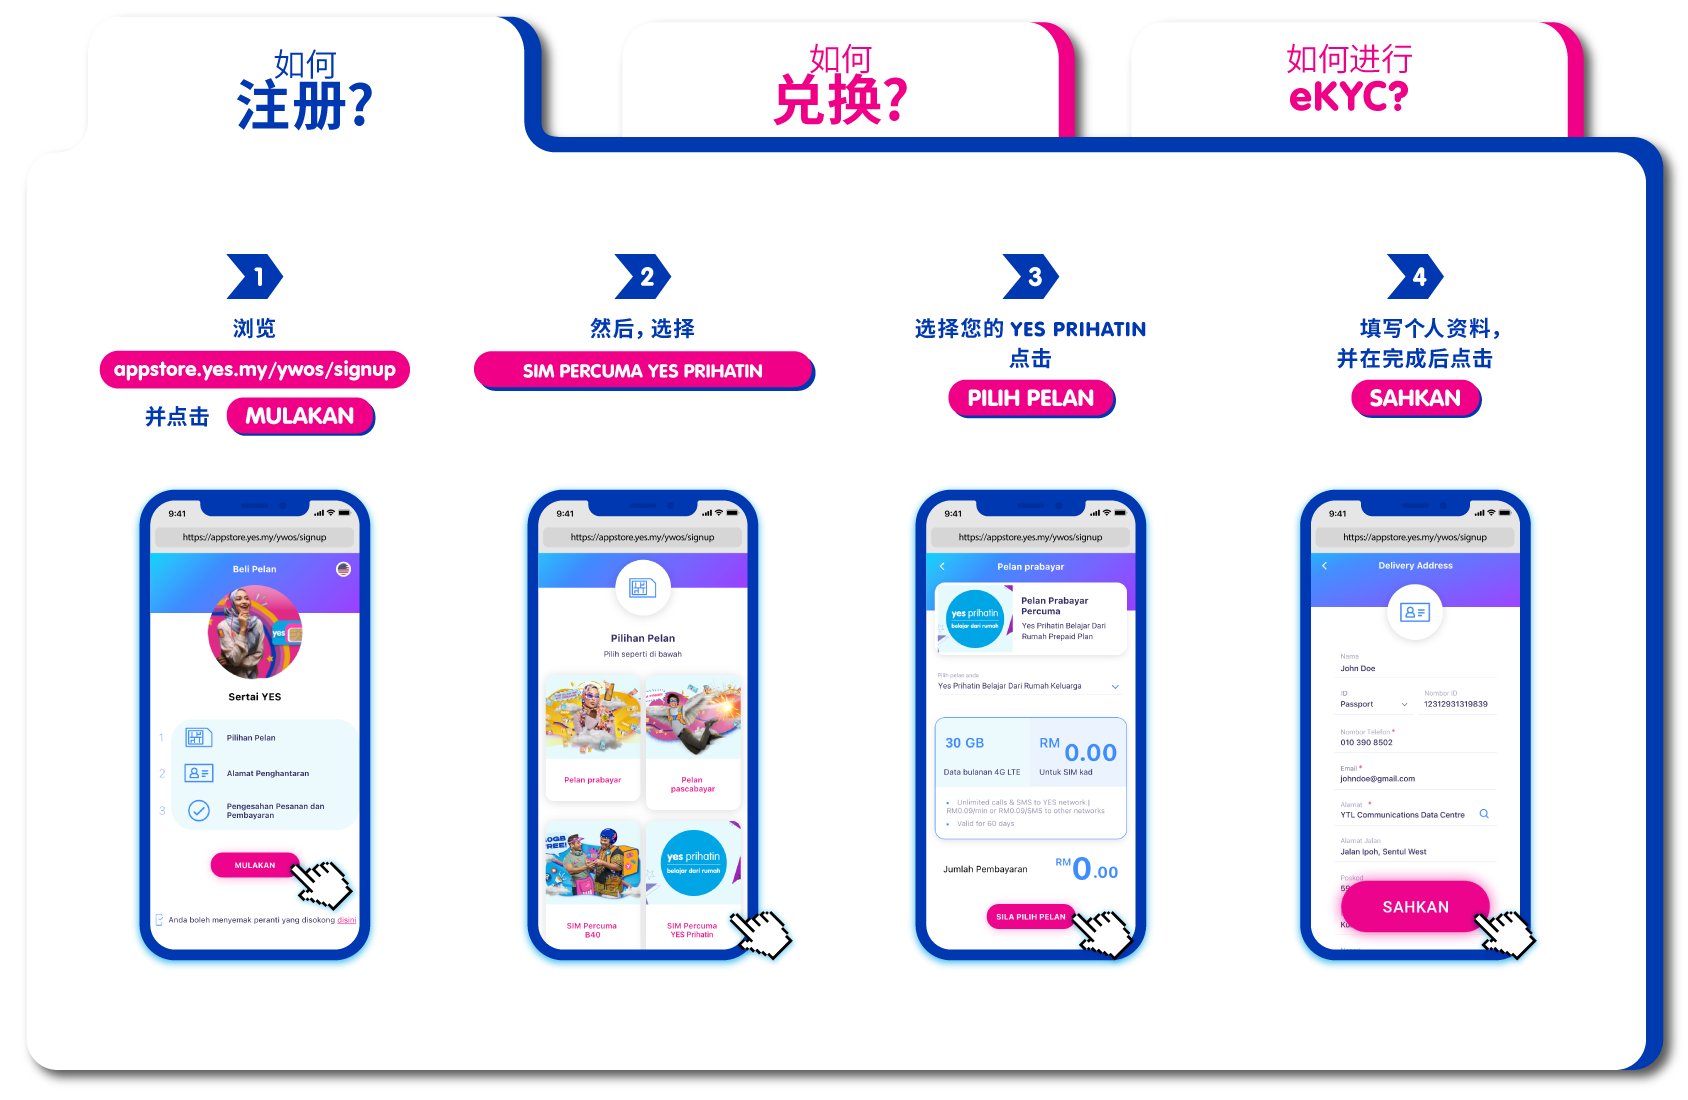 如何
注册?
如何
兑换?
如何进行
eKYC?
1
浏览
appstore.yes.my/ywos/signup
并点击 MULAKAN
2
然后, 选择
SIM PERCUMA YES PRIHATIN
3
选择您的 YES PRIHATIN
点击
PILIH PELAN
4
填写个人资料,
并在完成后点击
SAHKAN
9:41
https://appstore.yes.my/ywos/signup
Beli Pelan
yes
Sertai YES
1 Pilihan Pelan
2 Alamat Penghantaran
3 Pengesahan Pesanan dan
Pembayaran
MULAKAN
Anda boleh menyemak peranti yang disokong disini
9:41
https://appstore.yes.my/ywos/signup
Pilihan Pelan
Pilih seperti di bawah
Pelan prabayar
Pelan
pascabayar
yes prihatin
belajar dari rumah
SIM Percuma
B40
SIM Percuma
YES Prihatin
9:41
https://appstore.yes.my/ywos/signup
Pelan prabayar
yes prihatin
belajar dari rumah
Pelan Prabayar
Percuma
Yes Prihatin Belajar Dari
Rumah Prepaid Plan
Pilih pelan anda
Yes Prihatin Belajar Dari Rumah Keluarga
30 GB
Data bulanan 4G LTE
RM 0.00
Untuk SIM kad
• Unlimited calls & SMS to YES network |
RM0.09/min or RM0.09/SMS to other networks
• Valid for 60 days
Jumlah Pembayaran RM 0.00
SILA PILIH PELAN
9:41
https://appstore.yes.my/ywos/signup
Delivery Address
Name
John Doe
ID
Passport
Nombor ID
12312931319839
Nombor Telefon *
010 390 8502
Email *
johndoe@gmail.com
Alamat *
YTL Communications Data Centre
Alamat Jalan
Jalan Ipoh, Sentul West
Poskod
SAHKAN